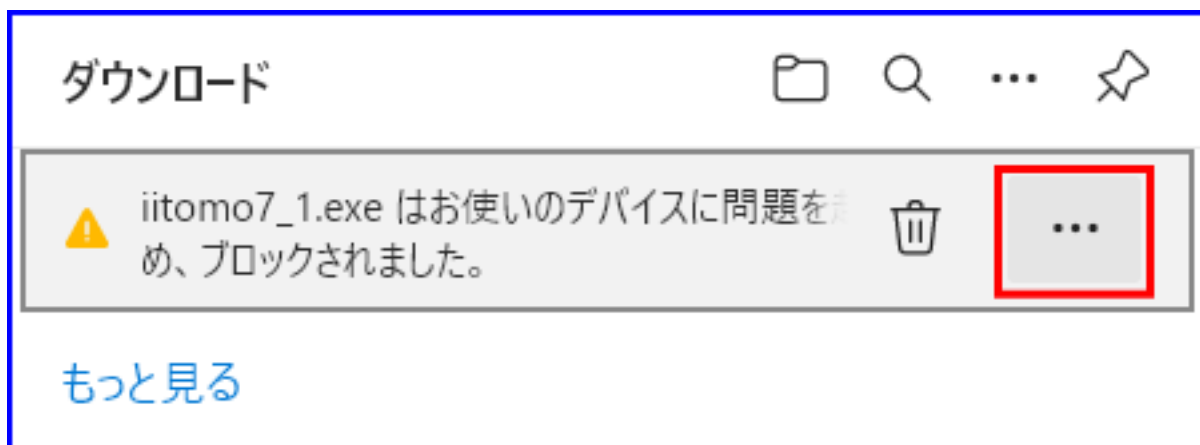 ダウンロード
iitomo7_1.exe はお使いのデバイスに問題を
め、ブロックされました。
もっと見る